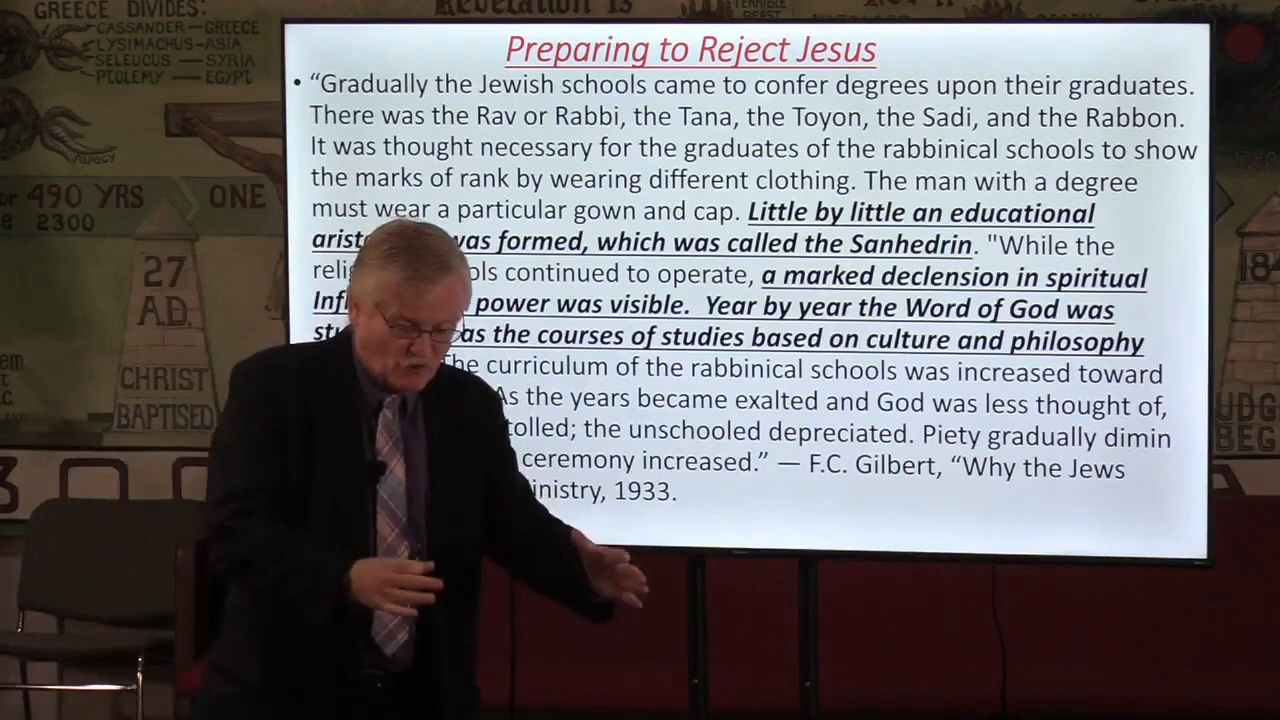 GREECE DIVIDES:
CASSANDER — GREECE
LYSIMACHUS - ASIA
SELEUCUS — SYRIA
PTOLEMY — EGYPT
PAPACY
Revelation 13
TERRIBLE
BEAST
or 490 YRS
ONE
2300
27
A.D.
CHRIST
BAPTISED
Preparing to Reject Jesus
• “Gradually the Jewish schools came to confer degrees upon their graduates.
There was the Rav or Rabbi, the Tana, the Toyon, the Sadi, and the Rabbon.
It was thought necessary for the graduates of the rabbinical schools to show
the marks of rank by wearing different clothing. The man with a degree
must wear a particular gown and cap. Little by little an educational
was formed, which was called the Sanhedrin. "While the
continued to operate, a marked declension in spiritual
power was visible. Year by year the Word of God was
as the courses of studies based on culture and philosophy
The curriculum of the rabbinical schools was increased toward
As the years became exalted and God was less thought of,
the unschooled depreciated. Piety gradually dimin
ceremony increased.” — F.C. Gilbert, “Why the Jews
1933.
184